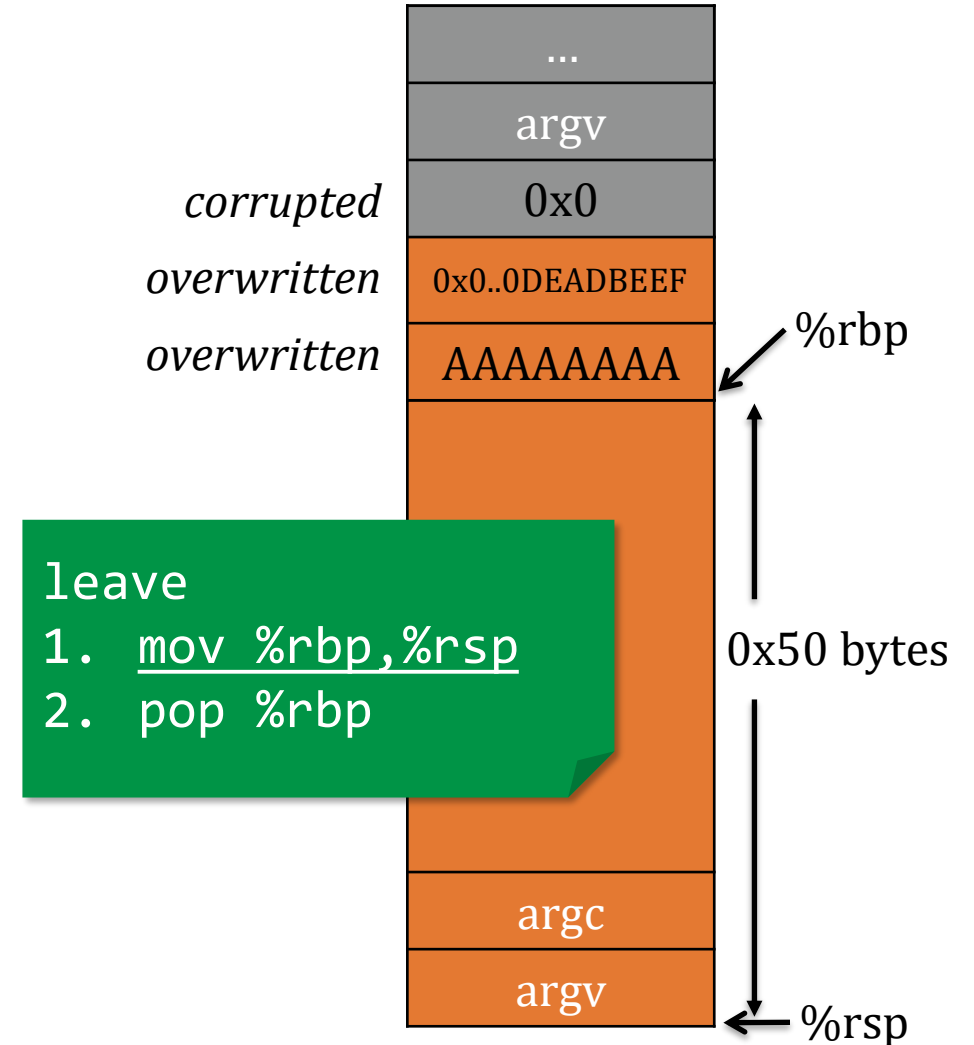 ...
argv
corrupted 0x0
overwritten 0x0..0DEADBEEF
overwritten AAAAAAAA
%rbp
leave
1. mov %rbp,%rsp
2. pop %rbp
0x50 bytes
argc
argv
%rsp